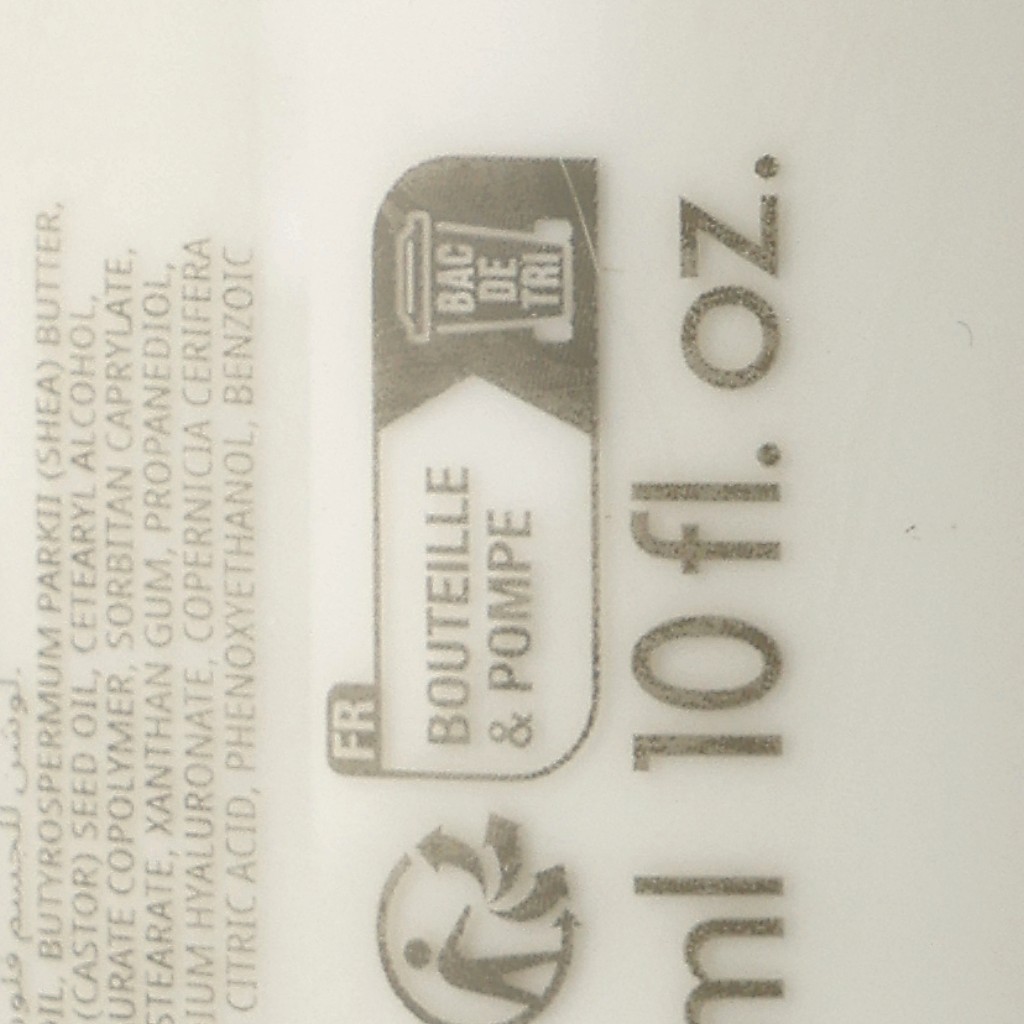 لوشن للجسم
OIL, BUTYROSPERMUM PARKII (SHEA) BUTTER,
(CASTOR) SEED OIL, CETEARYL ALCOHOL,
URATE COPOLYMER, SORBITAN CAPRYLATE,
STEARATE, XANTHAN GUM, PROPANEDIOL,
IUM HYALURONATE, COPERNICIA CERIFERA
CITRIC ACID, PHENOXYETHANOL, BENZOIC
FR
BOUTEILLE
& POMPE
BAC
DE
TRI
ml 10 fl. oz.